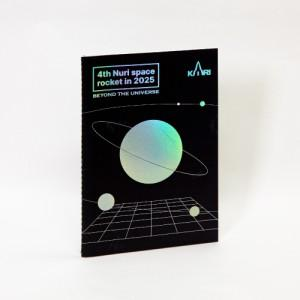 4th Nuri space
rocket in 2025
BEYOND THE UNIVERSE
KARI